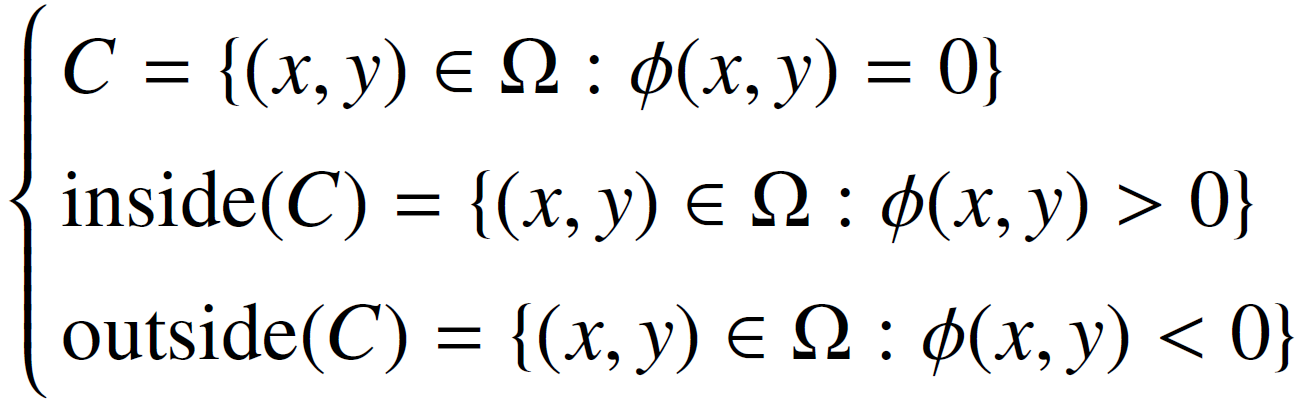 C = {(x, y) ∈ Ω : ϕ(x, y) = 0}
inside(C) = {(x, y) ∈ Ω : ϕ(x, y) > 0}
outside(C) = {(x, y) ∈ Ω : ϕ(x, y) < 0}